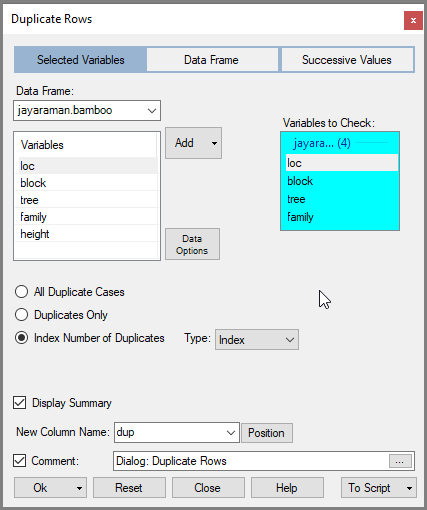 Duplicate Rows
x
Selected Variables Data Frame Successive Values
Data Frame:
jayaraman.bamboo
Variables
loc
block
tree
family
height
Add
Data
Options
Variables to Check:
jayara... (4)
loc
block
tree
family
All Duplicate Cases
Duplicates Only
Index Number of Duplicates Type: Index
Display Summary
New Column Name: dup Position
Comment: Dialog: Duplicate Rows ...
Ok Reset Close Help To Script